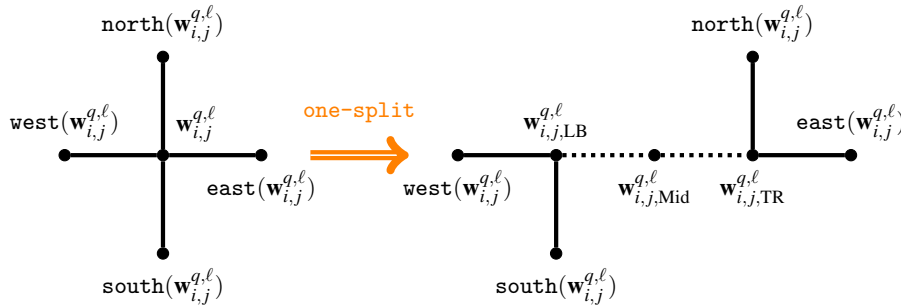 north(w_{i,j}^{q,ℓ})
north(w_{i,j}^{q,ℓ})
west(w_{i,j}^{q,ℓ})
w_{i,j}^{q,ℓ}
one-split
w_{i,j,LB}^{q,ℓ}
east(w_{i,j}^{q,ℓ})
east(w_{i,j}^{q,ℓ})
west(w_{i,j}^{q,ℓ})
w_{i,j,Mid}^{q,ℓ}
w_{i,j,TR}^{q,ℓ}
south(w_{i,j}^{q,ℓ})
south(w_{i,j}^{q,ℓ})